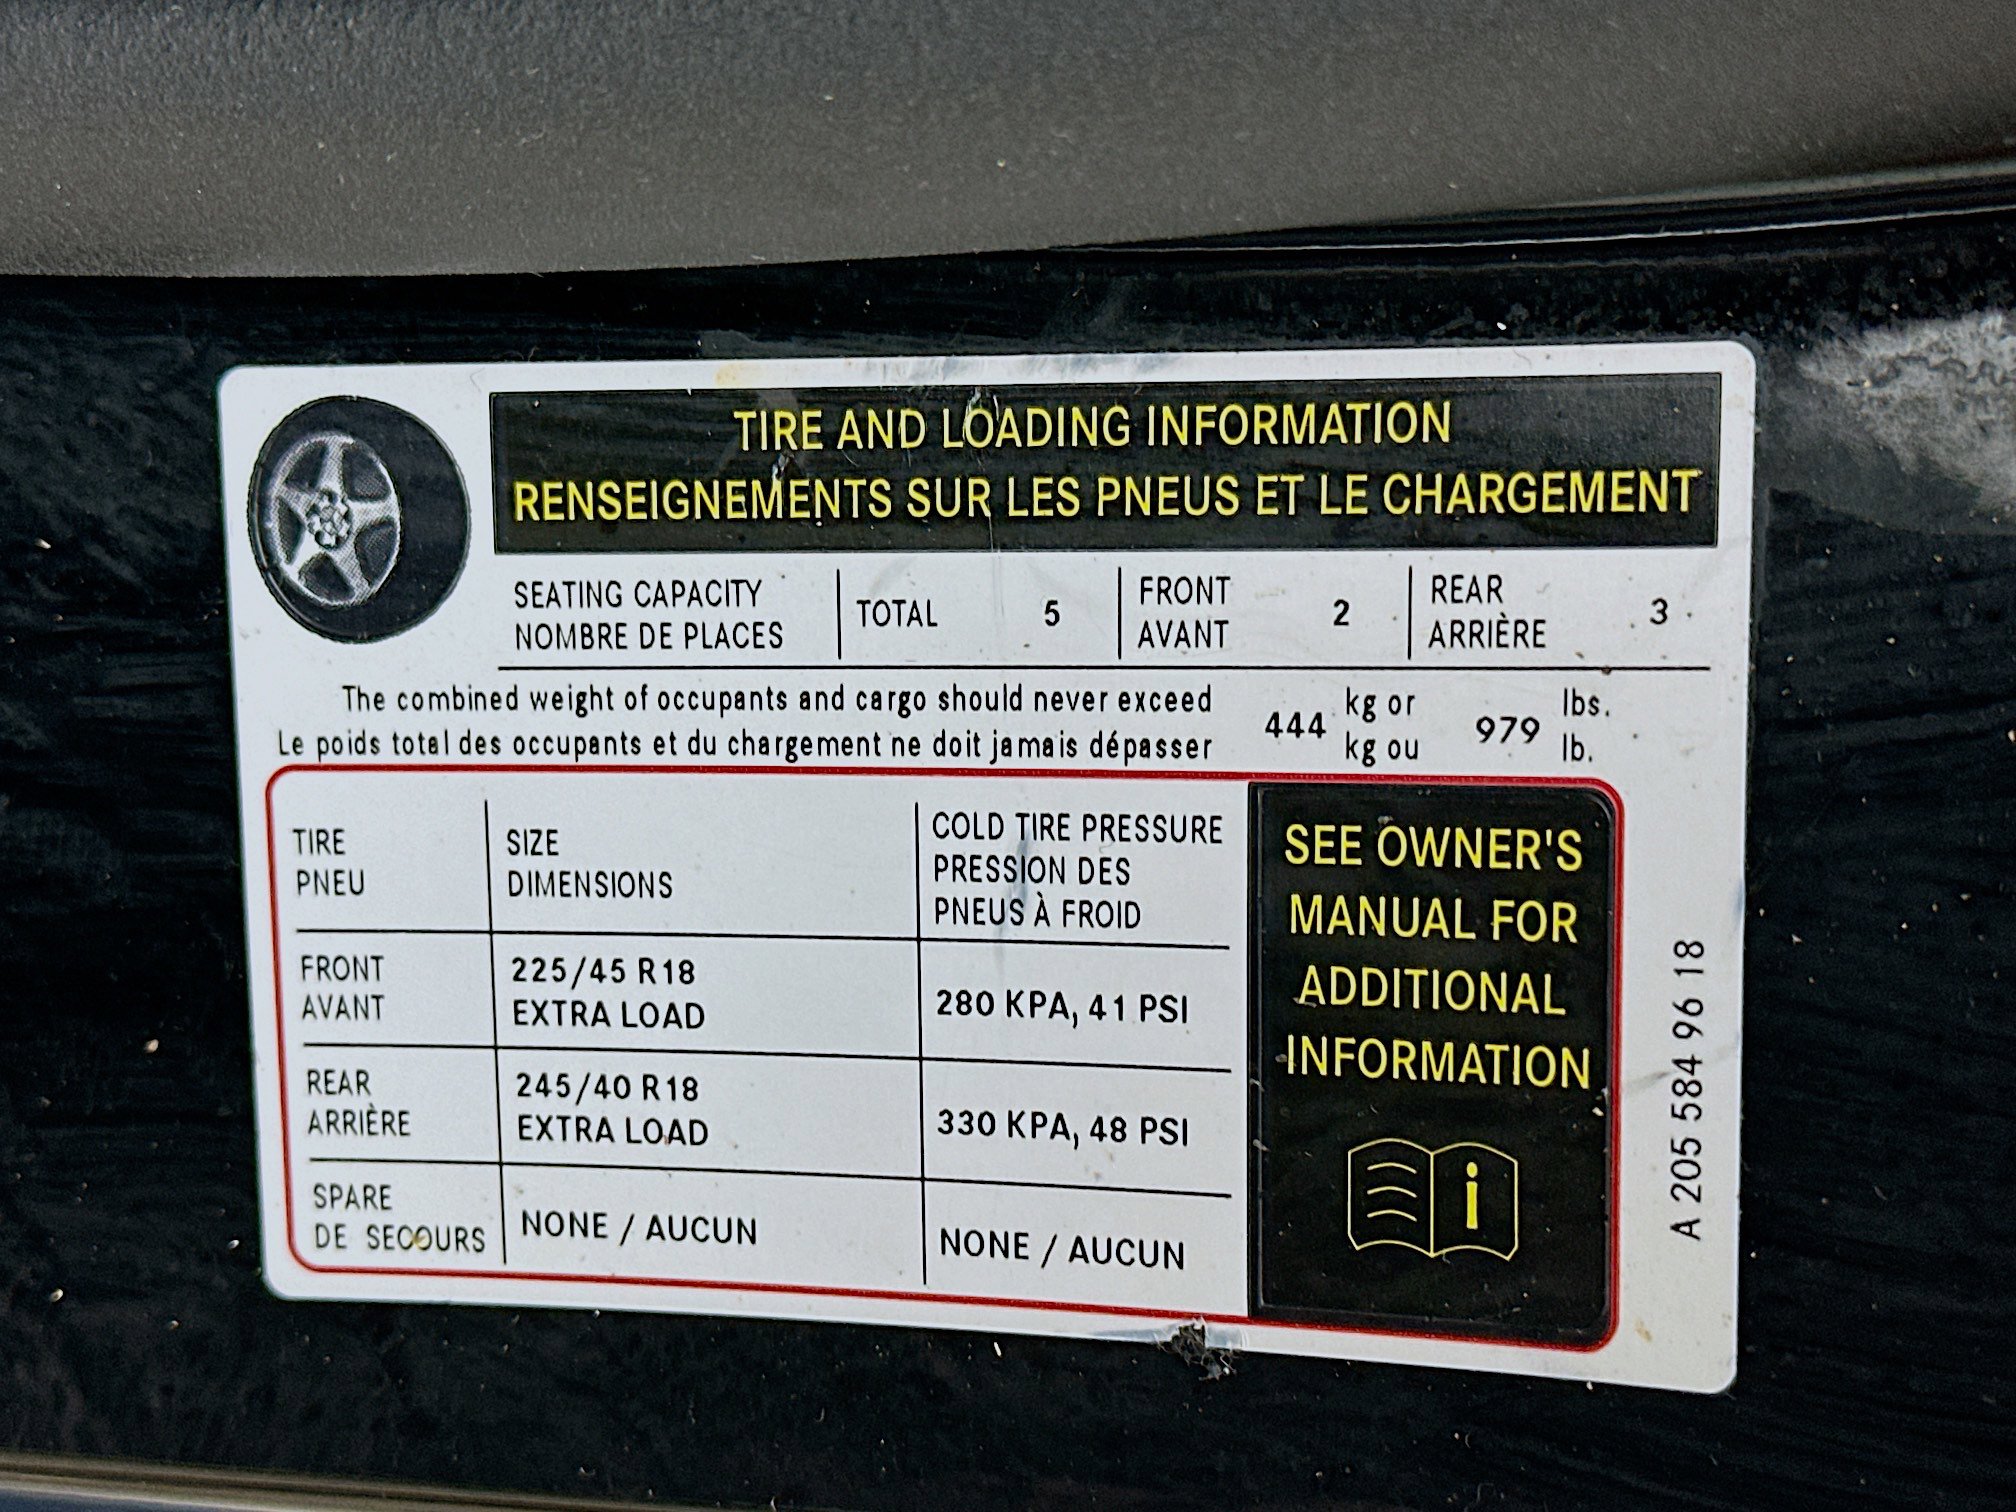 TIRE AND LOADING INFORMATION
RENSEIGNEMENTS SUR LES PNEUS ET LE CHARGEMENT
SEATING CAPACITY
NOMBRE DE PLACES
TOTAL 5
FRONT
AVANT
2
REAR
ARRIÈRE
3
The combined weight of occupants and cargo should never exceed
Le poids total des occupants et du chargement ne doit jamais dépasser
444
kg or
kg ou
979
lbs.
lb.
TIRE
PNEU
SIZE
DIMENSIONS
COLD TIRE PRESSURE
PRESSION DES
PNEUS À FROID
FRONT
AVANT
225/45 R18
EXTRA LOAD
280 KPA, 41 PSI
REAR
ARRIÈRE
245/40 R18
EXTRA LOAD
330 KPA, 48 PSI
SPARE
DE SECOURS
NONE / AUCUN
NONE / AUCUN
SEE OWNER'S
MANUAL FOR
ADDITIONAL
INFORMATION
i
A 205 584 96 18